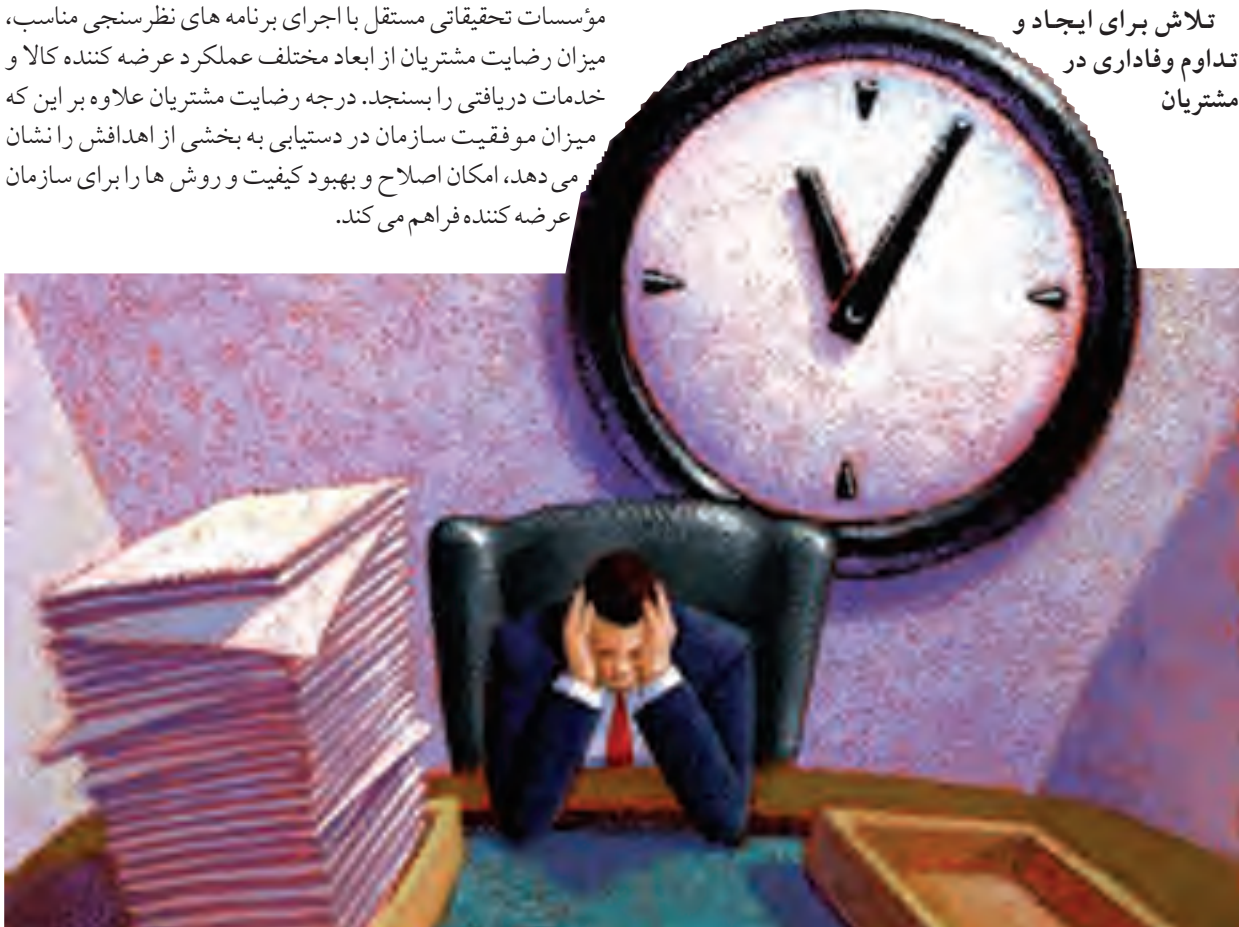 تلاش برای ایجاد و
تداوم وفاداری در
مشتریان
مؤسسات تحقیقاتی مستقل با اجرای برنامه های نظرسنجی مناسب،
میزان رضایت مشتریان از ابعاد مختلف عملکرد عرضه کننده کالا و
خدمات دریافتی را بسنجد. درجه رضایت مشتریان علاوه بر این که
میزان موفقیت سازمان در دستیابی به بخشی از اهدافش را نشان
می دهد، امکان اصلاح و بهبود کیفیت و روش ها را برای سازمان
عرضه کننده فراهم می کند.